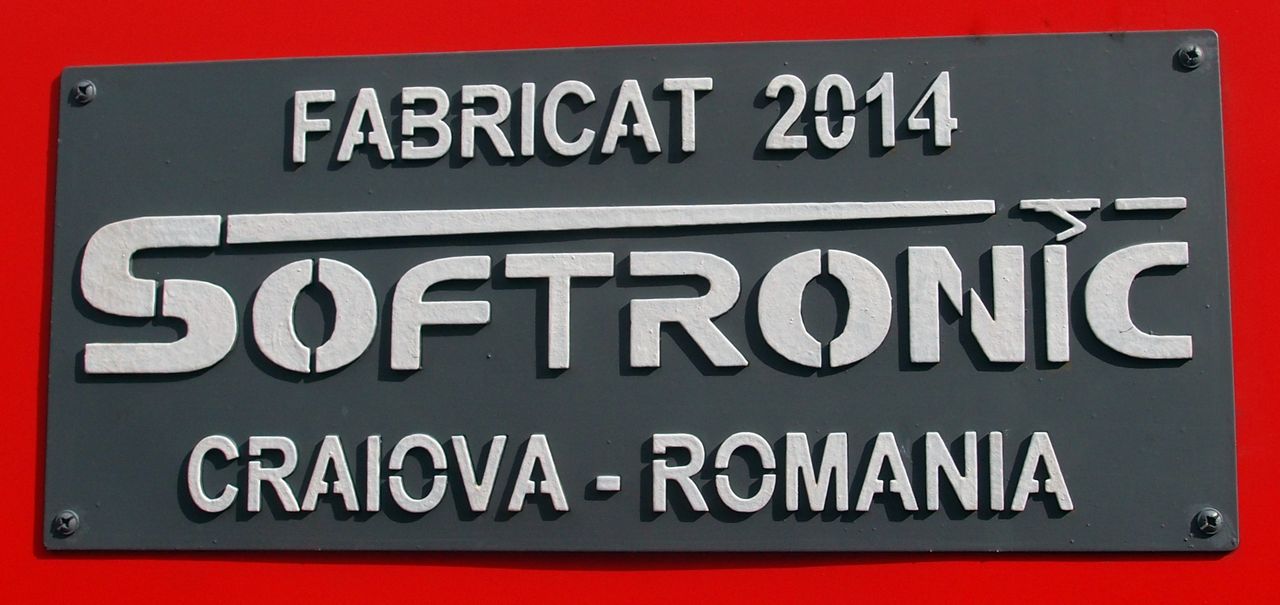 FABRICAT 2014
SOFTRONIC
CRAIOVA - ROMANIA